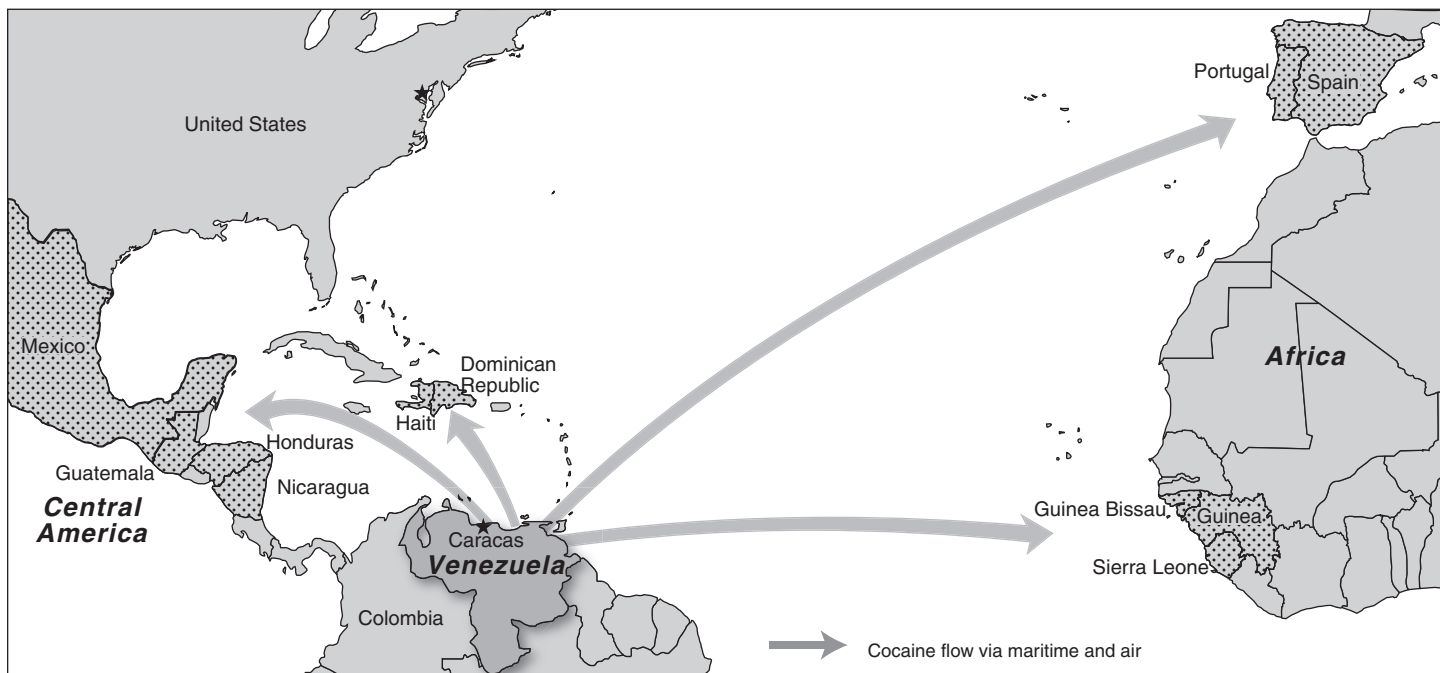 Portugal
Spain
United States
Africa
Mexico
Dominican
Republic
Haiti
Honduras
Guatemala
Nicaragua
Central
America
Guinea Bissau
Guinea
Caracas
Venezuela
Sierra Leone
Colombia
Cocaine flow via maritime and air